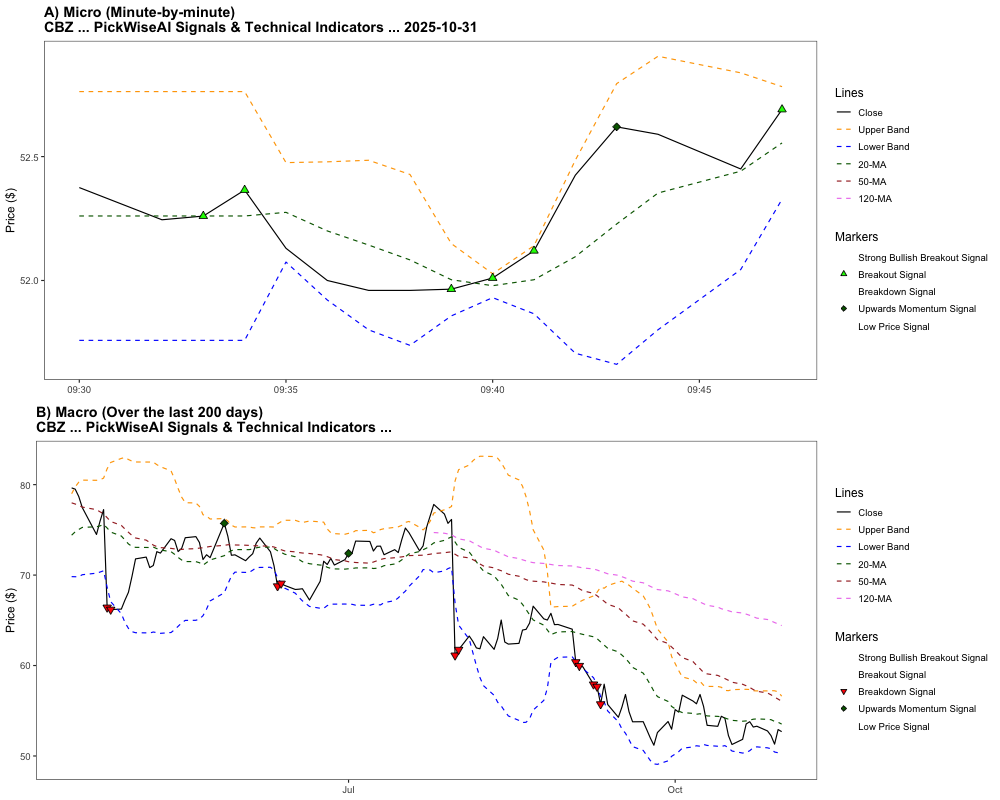 A) Micro (Minute-by-minute)
CBZ ... PickWiseAI Signals & Technical Indicators ... 2025-10-31
Price ($)
52.5
52.0
09:30
09:35
09:40
09:45
Lines
Close
Upper Band
Lower Band
20-MA
50-MA
120-MA
Markers
Strong Bullish Breakout Signal
Breakout Signal
Breakdown Signal
Upwards Momentum Signal
Low Price Signal
B) Macro (Over the last 200 days)
CBZ ... PickWiseAI Signals & Technical Indicators ...
Price ($)
80
70
60
50
Jul
Oct
Lines
Close
Upper Band
Lower Band
20-MA
50-MA
120-MA
Markers
Strong Bullish Breakout Signal
Breakout Signal
Breakdown Signal
Upwards Momentum Signal
Low Price Signal